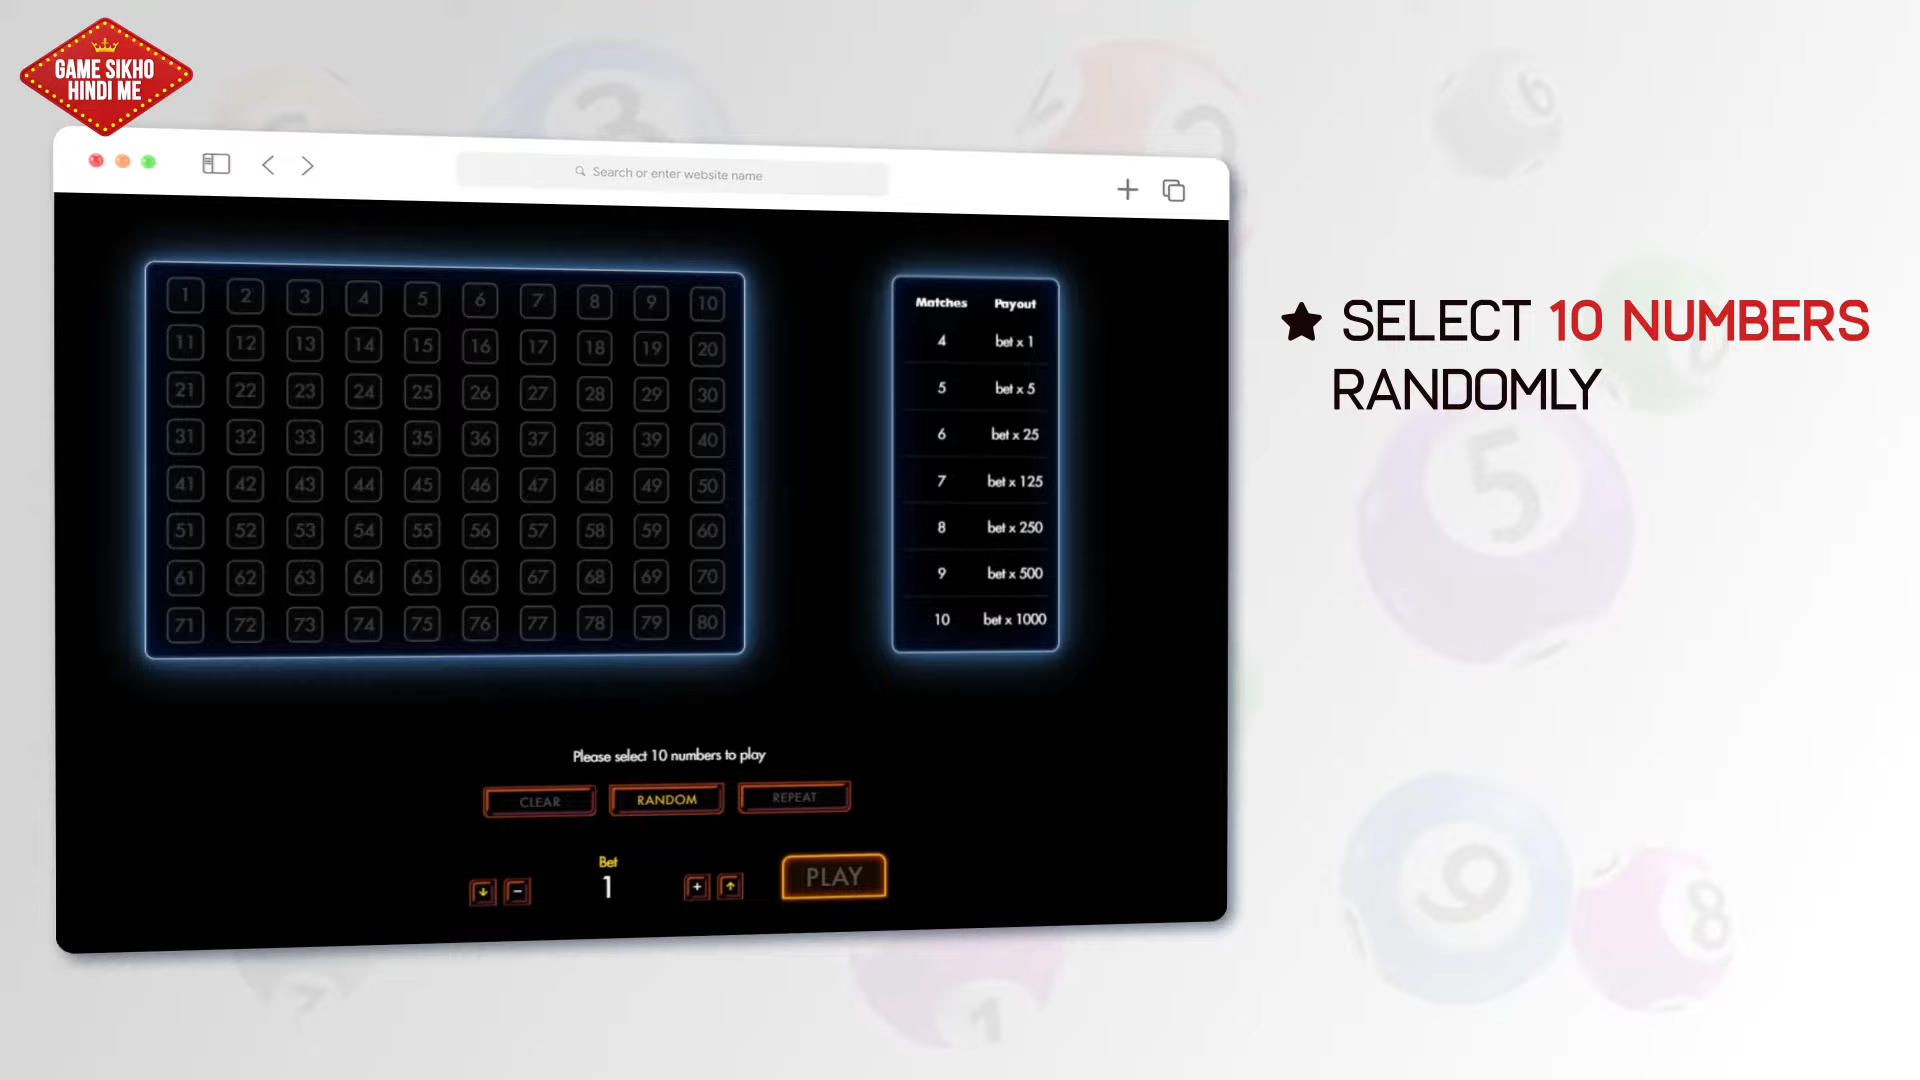 GAME SIKHO
HINDI ME
Search or enter website name
1 2 3 4 5 6 7 8 9 10
11 12 13 14 15 16 17 18 19 20
21 22 23 24 25 26 27 28 29 30
31 32 33 34 35 36 37 38 39 40
41 42 43 44 45 46 47 48 49 50
51 52 53 54 55 56 57 58 59 60
61 62 63 64 65 66 67 68 69 70
71 72 73 74 75 76 77 78 79 80
Matches Payout
4 bet x 1
5 bet x 5
6 bet x 25
7 bet x 125
8 bet x 250
9 bet x 500
10 bet x 1000
Please select 10 numbers to play
CLEAR RANDOM REPEAT
Bet
1
PLAY
SELECT 10 NUMBERS
RANDOMLY
3
6
5
9
8
1